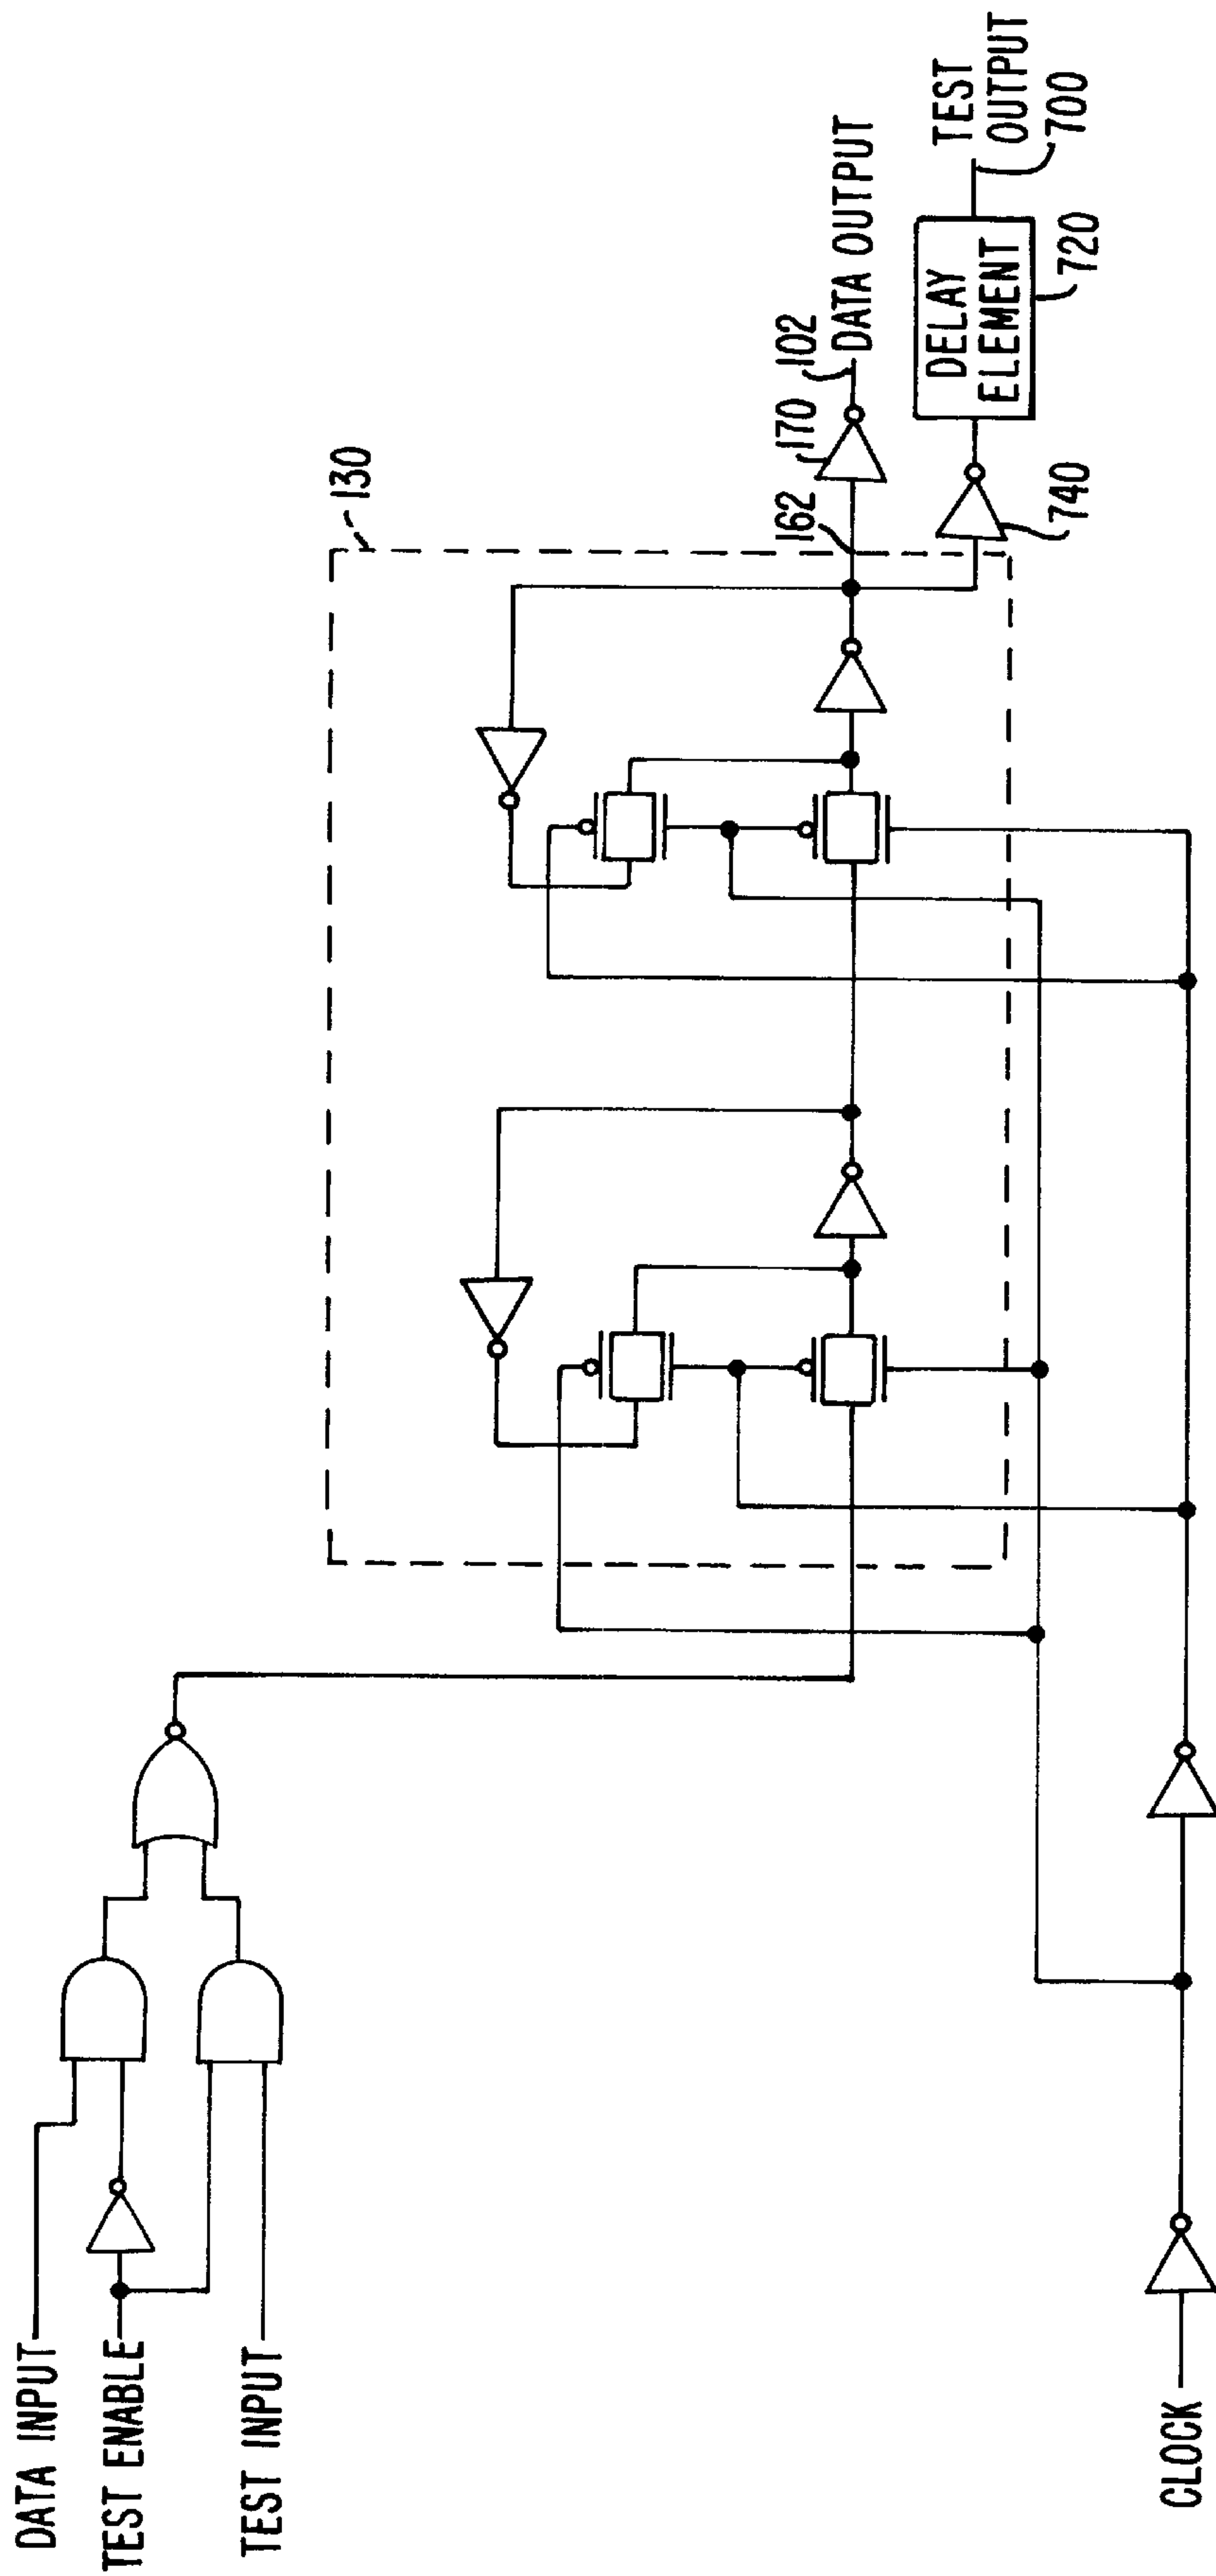 DATA INPUT
TEST ENABLE
TEST INPUT
CLOCK
130
162
170
102
DATA OUTPUT
740
DELAY
ELEMENT
720
TEST
OUTPUT
700